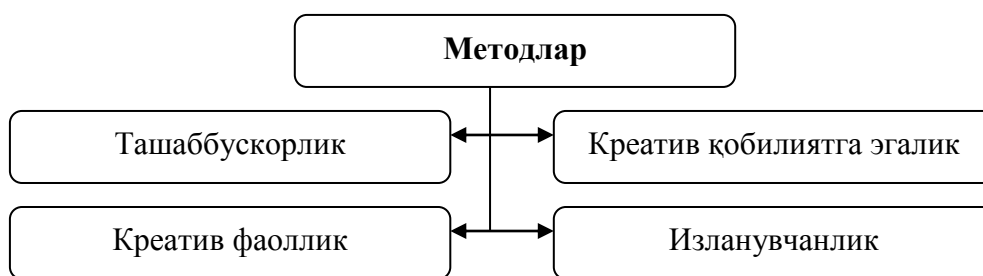 Методлар
Ташаббускорлик
Креатив қобилиятга эгалик
Креатив фаоллик
Изланувчанлик